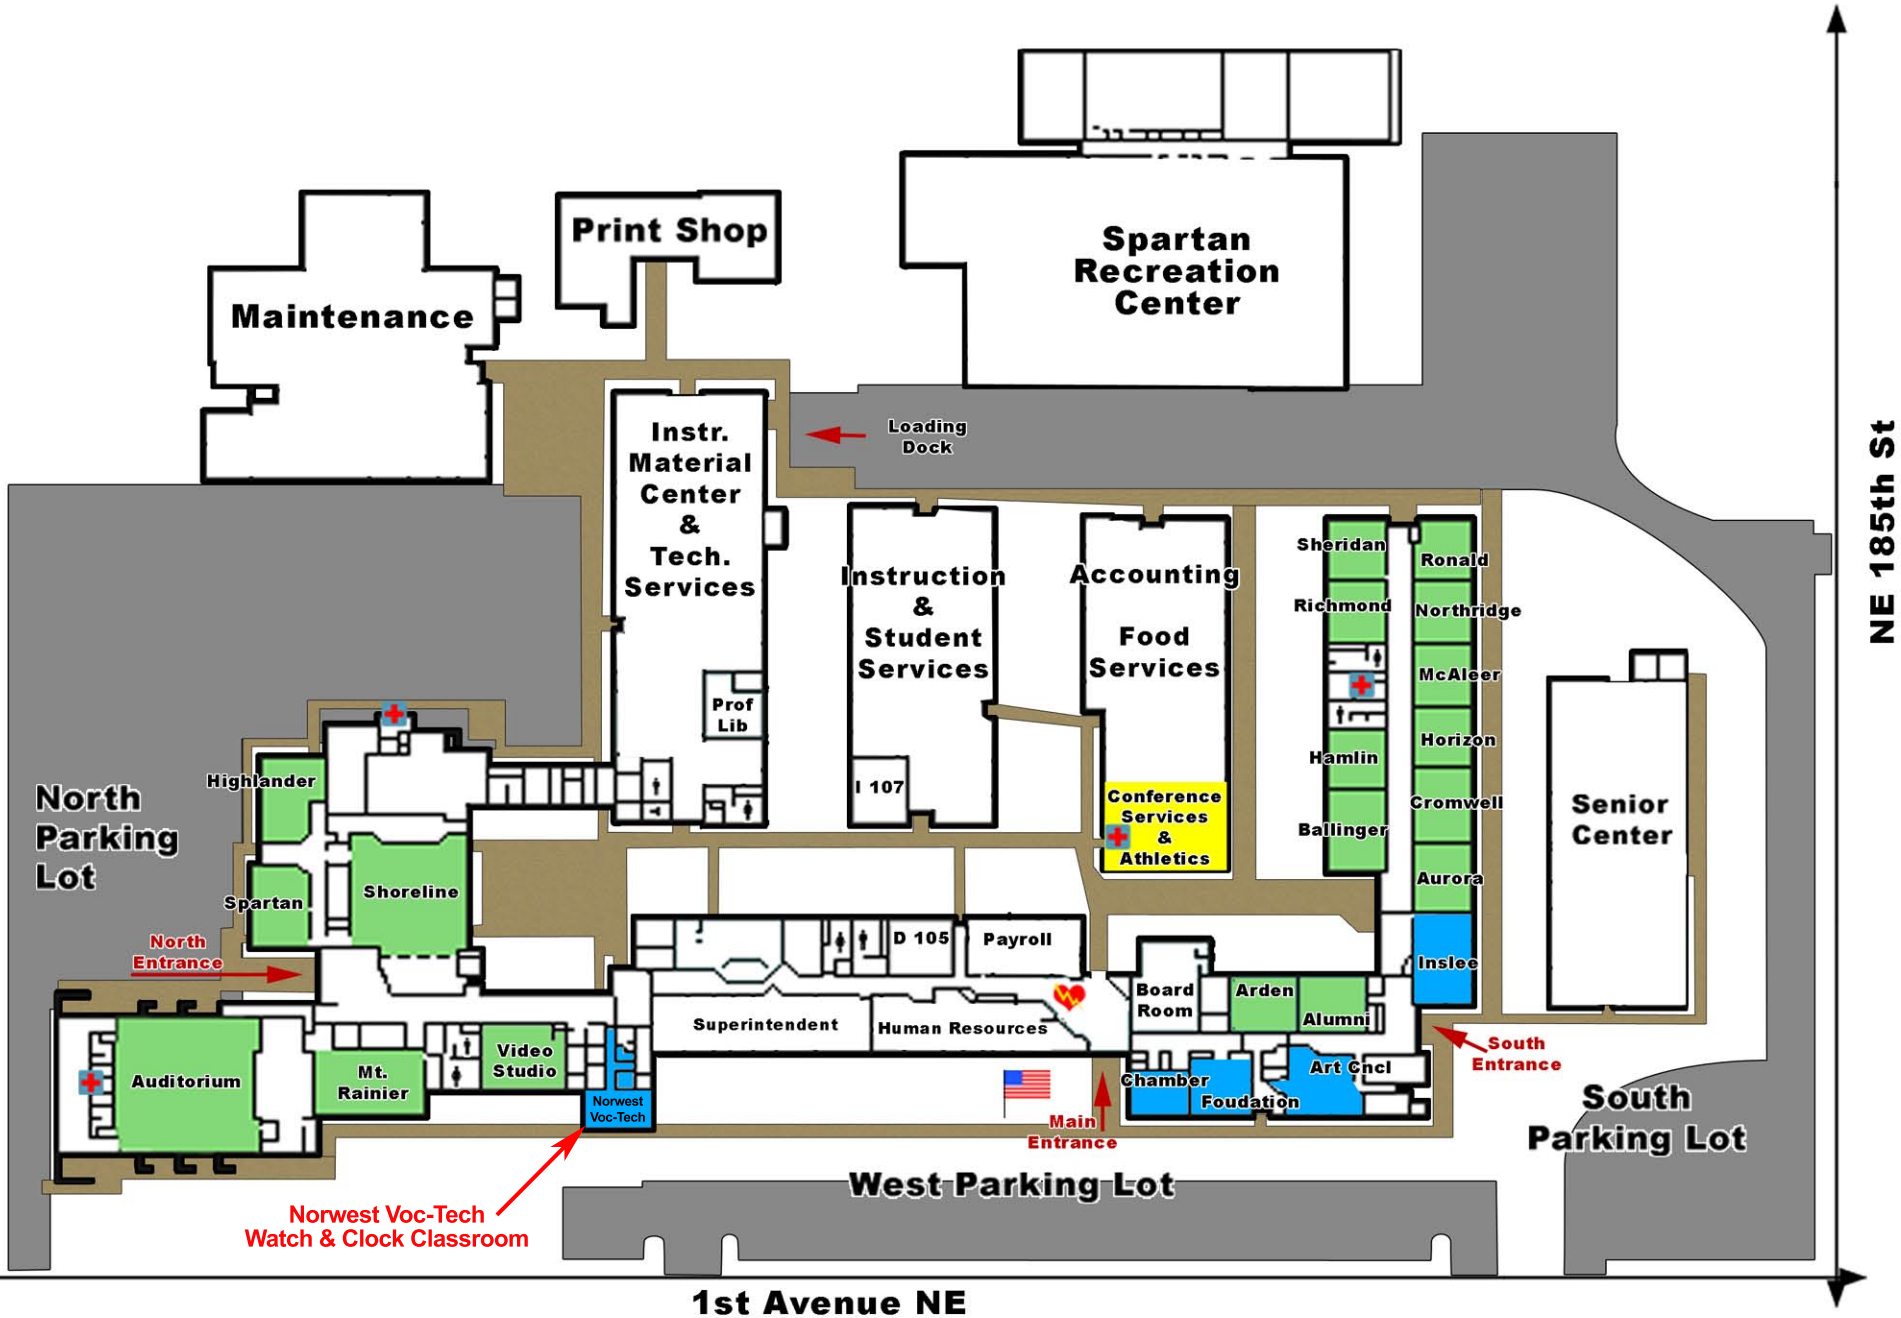 Spartan
Recreation
Center
Print Shop
Maintenance
Loading
Dock
NE 185th St
Instr.
Material
Center
&
Tech.
Services
Prof
Lib
Instruction
&
Student
Services
I 107
Accounting
Food
Services
Conference
Services
&
Athletics
Sheridan
Richmond
Hamlin
Ballinger
Ronald
Northridge
McAleer
Horizon
Cromwell
Aurora
Inslee
Senior
Center
North
Parking
Lot
Highlander
Spartan
Shoreline
North
Entrance
Auditorium
Mt.
Rainier
Video
Studio
Norwest
Voc-Tech
D 105
Payroll
Superintendent
Human Resources
Board
Room
Arden
Alumni
Chamber
Foudation
Art Cncl
South
Entrance
Main
Entrance
South
Parking Lot
West Parking Lot
Norwest Voc-Tech
Watch & Clock Classroom
1st Avenue NE